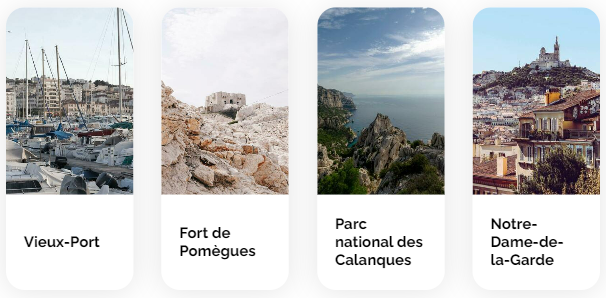 Vieux-Port
Fort de
Pomègues
Parc
national des
Calanques
Notre-
Dame-de-
la-Garde